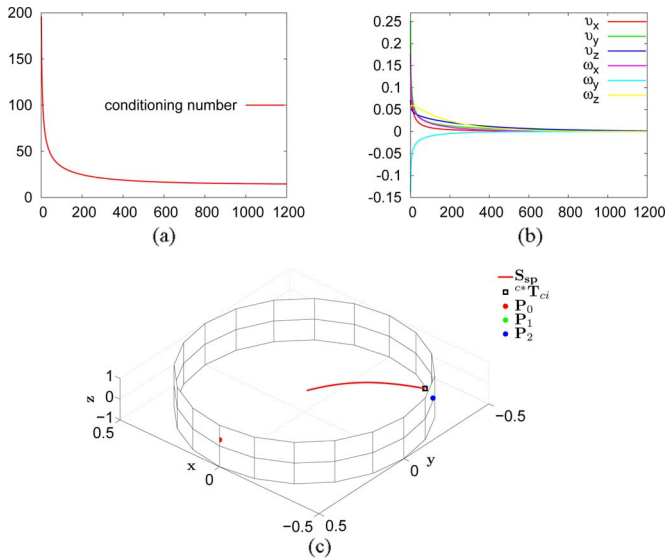 200
150
100
50
0
conditioning number
0 200 400 600 800 1000 1200
(a)
0.25
0.2
0.15
0.1
0.05
0
-0.05
-0.1
-0.15
υx
υy
υz
ωx
ωy
ωz
0 200 400 600 800 1000 1200
(b)
Ssp
c*Tci
P0
P1
P2
z
1
0
-1
0.5
x
0
-0.5
0.5
0
y
-0.5
(c)